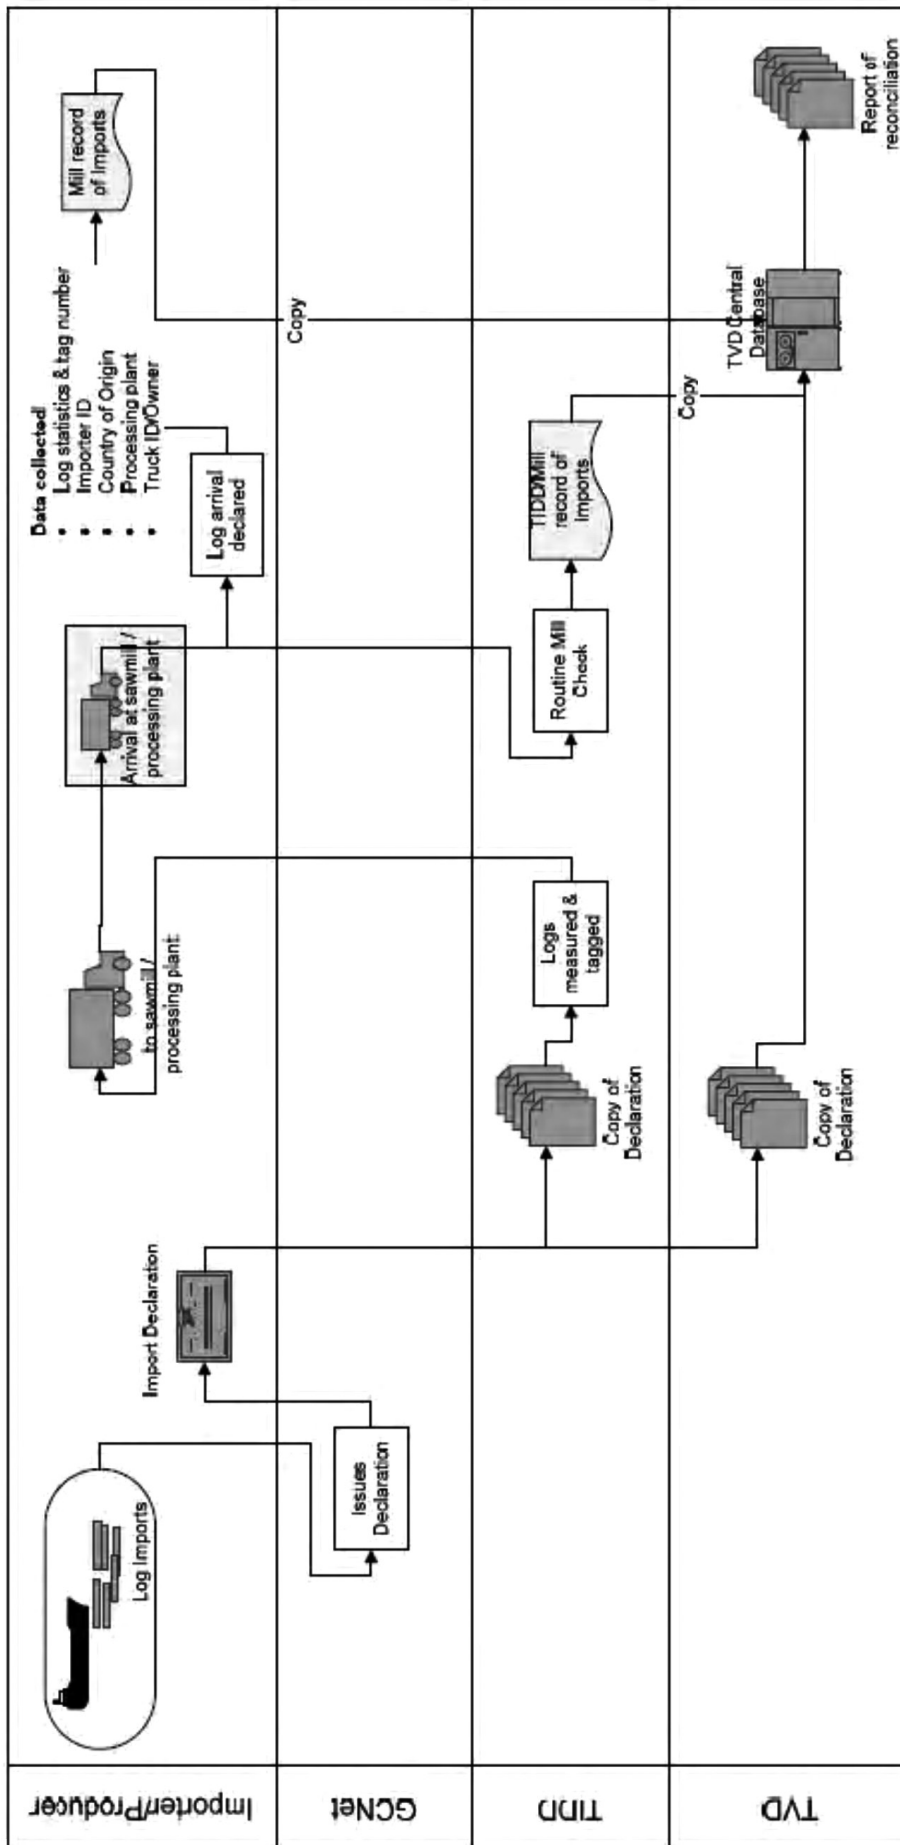 Importer/Producer
GCNet
TIDD
TVD
Log Imports
Issues
Declaration
Import Declaration
Copy of
Declaration
Copy of
Declaration
Logs
measured &
tagged
to sawmill /
processing plant
Arrival at sawmill /
processing plant
Routine Mill
Check
Log arrival
declared
Data collected
• Log statistics & tag number
• Importer ID
• Country of Origin
• Processing plant
• Truck ID/Owner
TIDD/Mill
record of
Imports
Mill record
of Imports
Copy
Copy
TVD Central
Database
Report of
reconciliation